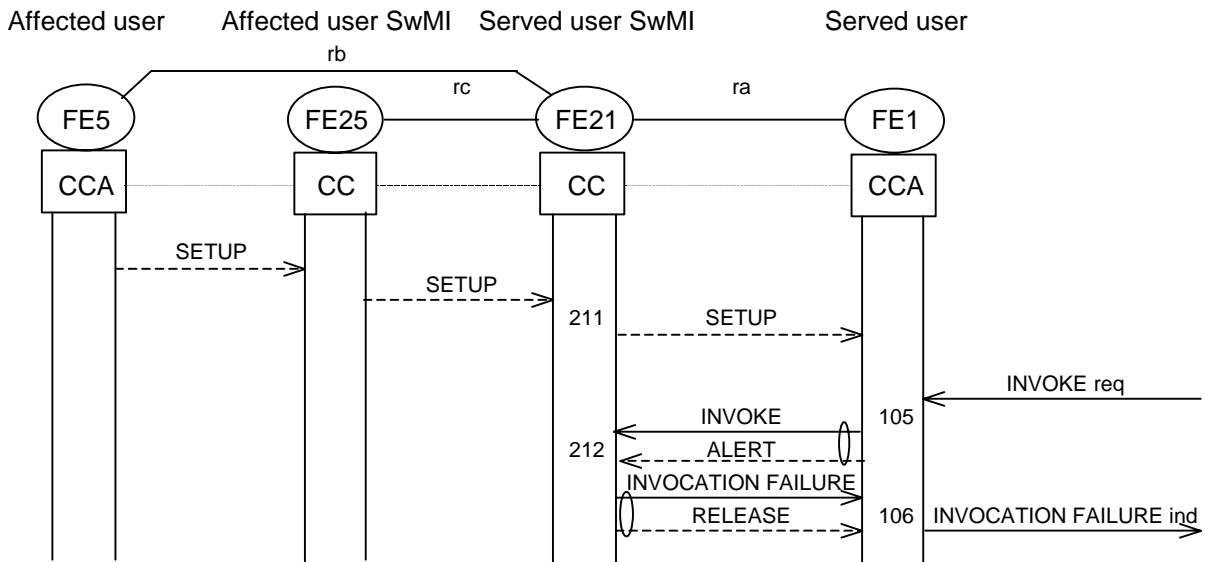 Affected user Affected user SwMI Served user SwMI Served user
rb
rc ra
FE5 FE25 FE21 FE1
CCA CC CC CCA
SETUP
SETUP
211 SETUP
INVOKE req
INVOKE 105
212 ALERT
INVOCATION FAILURE
RELEASE 106 INVOCATION FAILURE ind